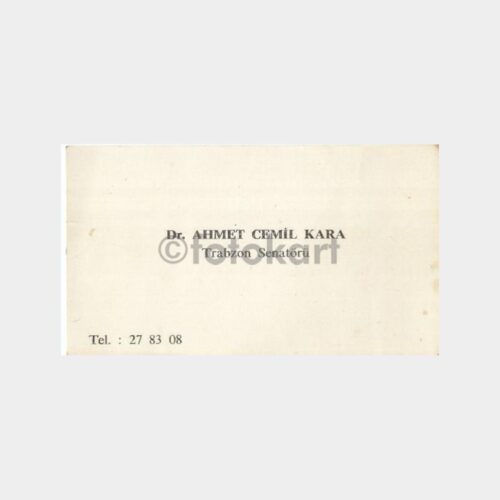 Dr. AHMET CEMİL KARA
©fotokart
Trabzon Senatörü
Tel. : 27 83 08